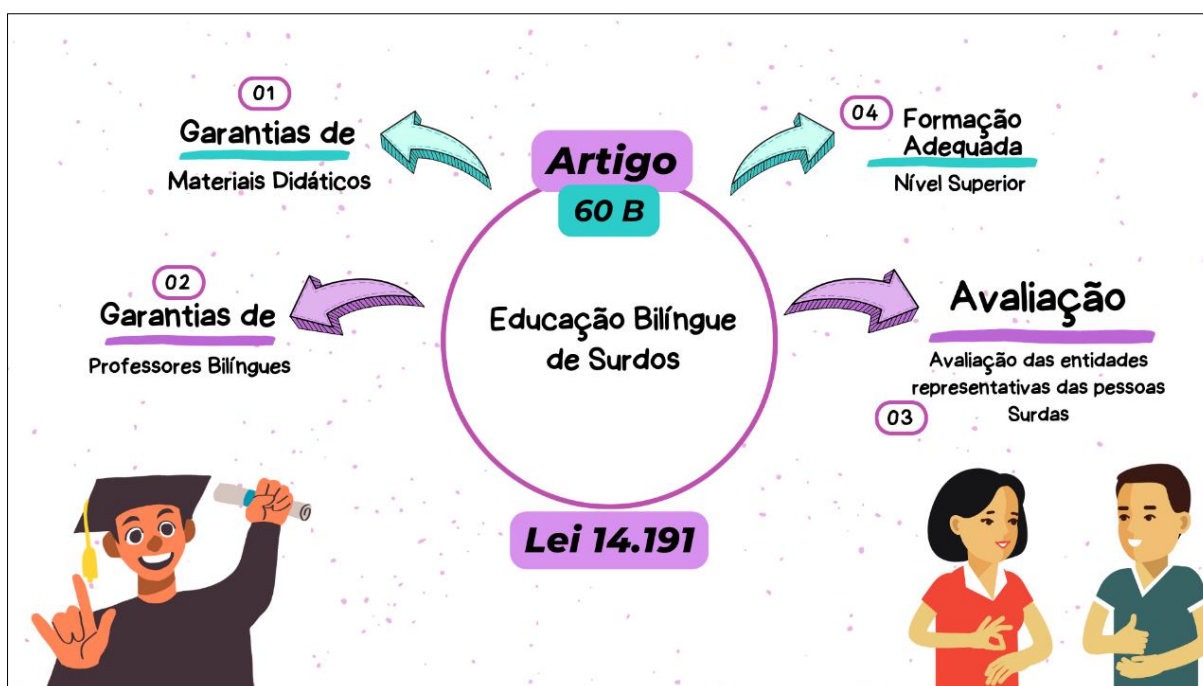 Artigo
60 B
Educação Bilíngue
de Surdos
Lei 14.191
01
Garantias de
Materiais Didáticos
02
Garantias de
Professores Bilíngues
04
Formação
Adequada
Nível Superior
Avaliação
Avaliação das entidades
representativas das pessoas
Surdas
03